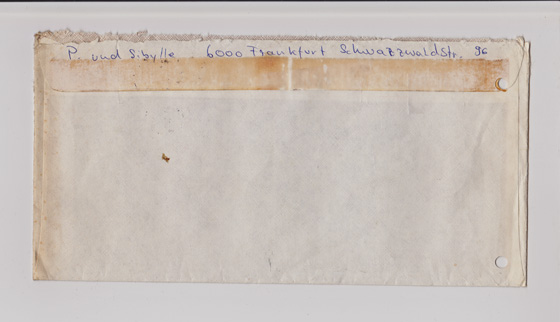 P. und Sibylle. 6000 Frankfurt Schwarzwaldstr. 96